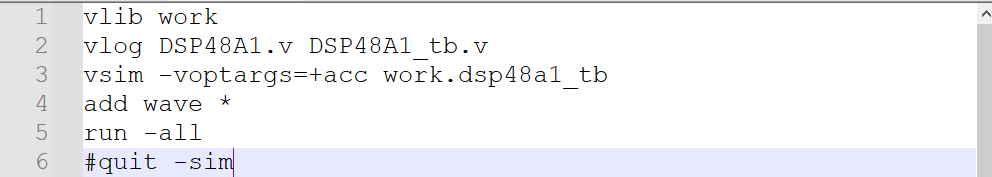 1 vlib work
2 vlog DSP48A1.v DSP48A1_tb.v
3 vsim -voptargs=+acc work.dsp48a1_tb
4 add wave *
5 run -all
6 #quit -sim